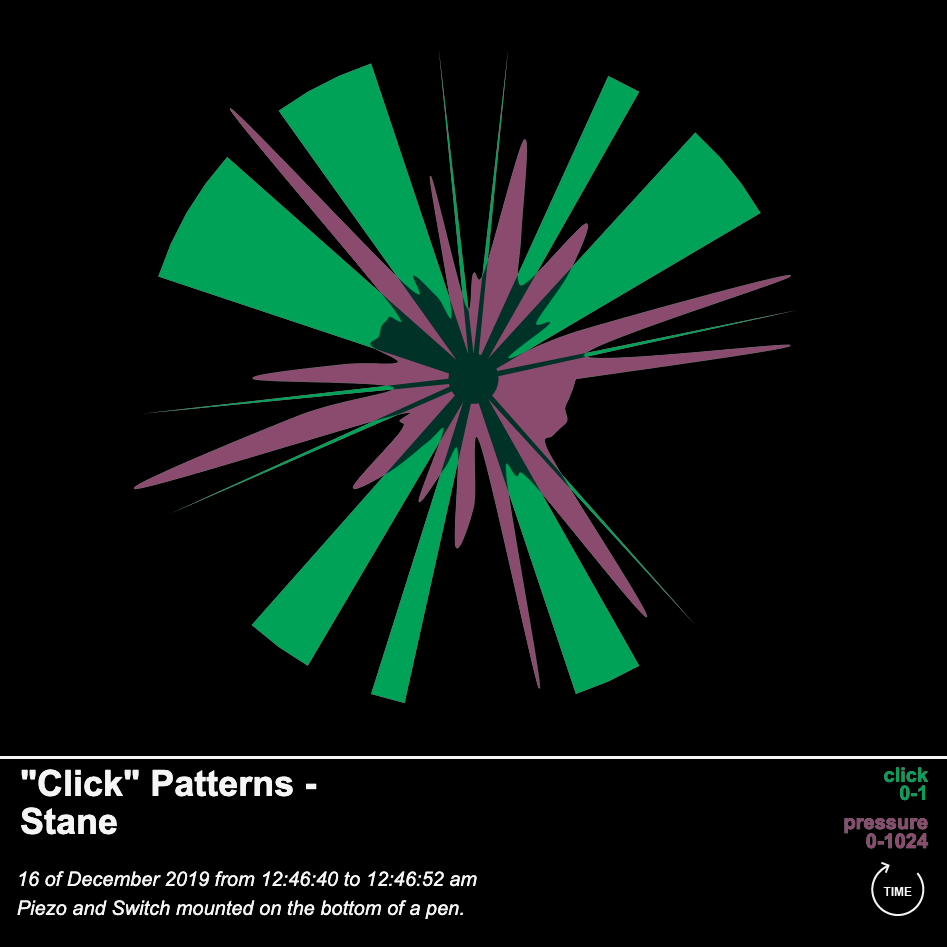 "Click" Patterns -
Stane
16 of December 2019 from 12:46:40 to 12:46:52 am
Piezo and Switch mounted on the bottom of a pen.
click
0-1
pressure
0-1024
TIME